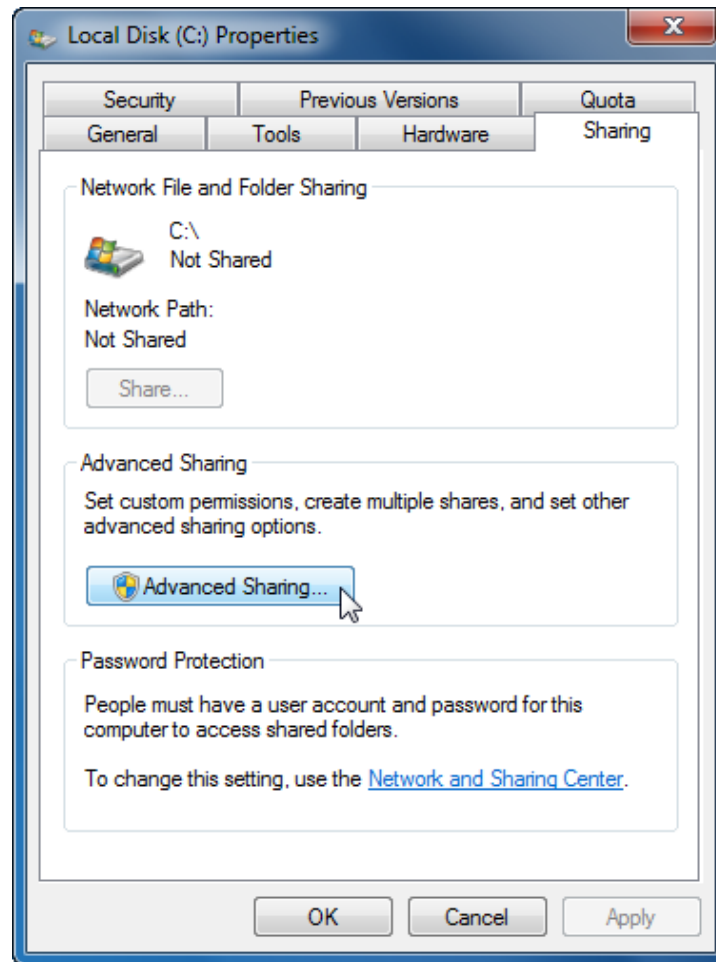 Local Disk (C:) Properties
Security
Previous Versions
Quota
General
Tools
Hardware
Sharing
Network File and Folder Sharing
C:\
Not Shared
Network Path:
Not Shared
Share...
Advanced Sharing
Set custom permissions, create multiple shares, and set other
advanced sharing options.
Advanced Sharing...
Password Protection
People must have a user account and password for this
computer to access shared folders.
To change this setting, use the Network and Sharing Center.
OK
Cancel
Apply